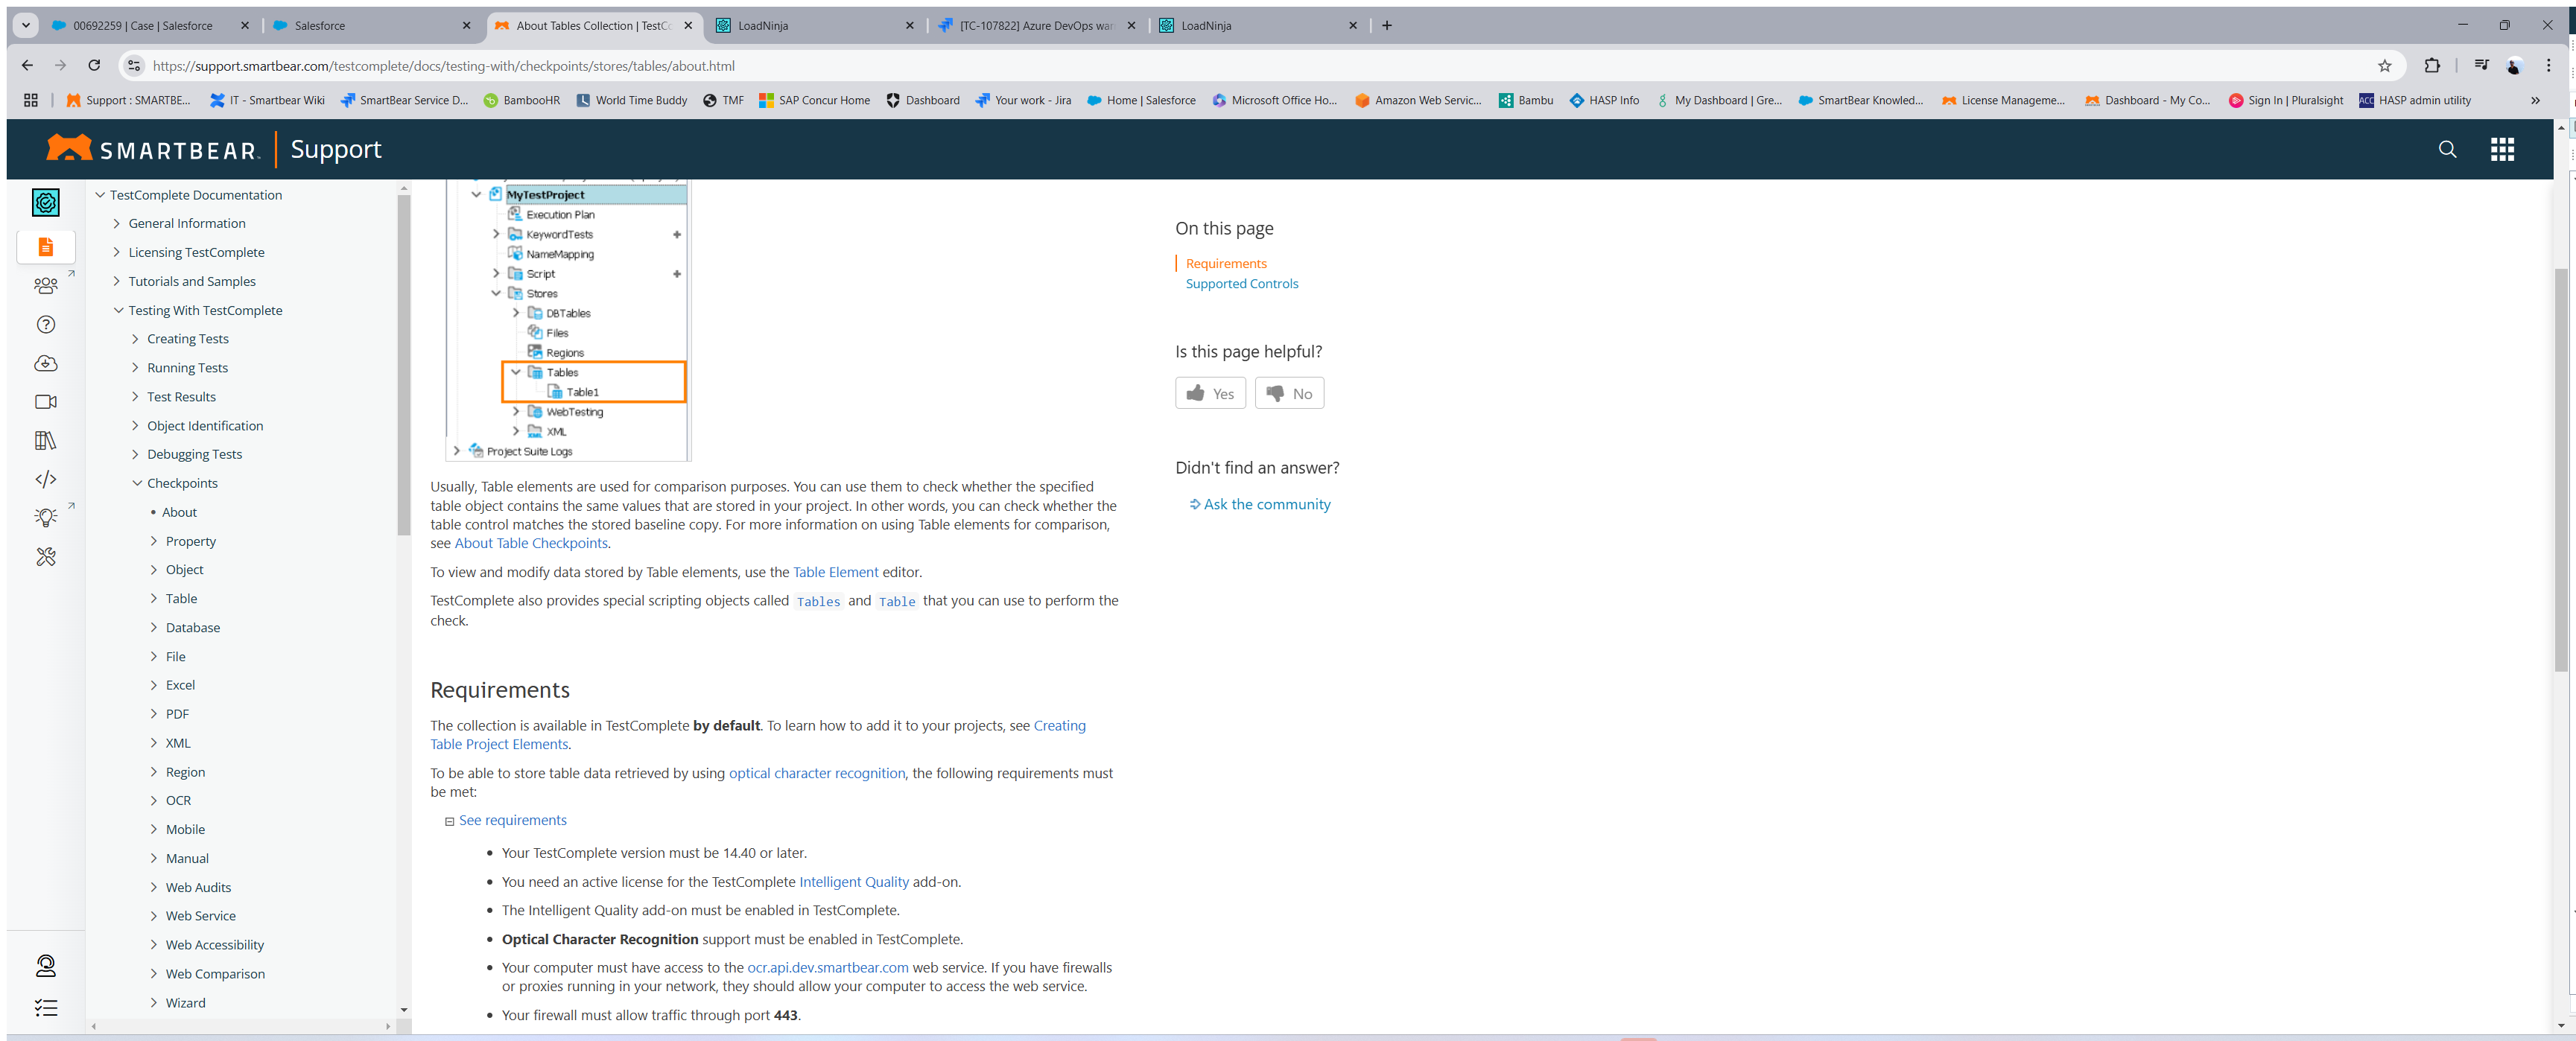 00692259 | Case | Salesforce
Salesforce
About Tables Collection | TestCo
LoadNinja
[TC-107822] Azure DevOps war
LoadNinja
https://support.smartbear.com/testcomplete/docs/testing-with/checkpoints/stores/tables/about.html
Support : SMARTBE...
IT - Smartbear Wiki
SmartBear Service D...
BambooHR
World Time Buddy
TMF
SAP Concur Home
Dashboard
Your work - Jira
Home | Salesforce
Microsoft Office Ho...
Amazon Web Servic...
Bambu
HASP Info
My Dashboard | Gre...
SmartBear Knowled...
License Manageme...
Dashboard - My Co...
Sign In | Pluralsight
ACC
HASP admin utility
SMARTBEAR
Support
TestComplete Documentation
General Information
Licensing TestComplete
Tutorials and Samples
Testing With TestComplete
Creating Tests
Running Tests
Test Results
Object Identification
Debugging Tests
Checkpoints
About
Property
Object
Table
Database
File
Excel
PDF
XML
Region
OCR
Mobile
Manual
Web Audits
Web Service
Web Accessibility
Web Comparison
Wizard
MyTestProject
Execution Plan
KeywordTests
NameMapping
Script
Stores
DBTables
Files
Regions
Tables
Table1
WebTesting
XML
Project Suite Logs
Usually, Table elements are used for comparison purposes. You can use them to check whether the specified
table object contains the same values that are stored in your project. In other words, you can check whether the
table control matches the stored baseline copy. For more information on using Table elements for comparison,
see About Table Checkpoints.
To view and modify data stored by Table elements, use the Table Element editor.
TestComplete also provides special scripting objects called Tables and Table that you can use to perform the
check.
Requirements
The collection is available in TestComplete by default. To learn how to add it to your projects, see Creating
Table Project Elements.
To be able to store table data retrieved by using optical character recognition, the following requirements must
be met:
See requirements
• Your TestComplete version must be 14.40 or later.
• You need an active license for the TestComplete Intelligent Quality add-on.
• The Intelligent Quality add-on must be enabled in TestComplete.
• Optical Character Recognition support must be enabled in TestComplete.
• Your computer must have access to the ocr.api.dev.smartbear.com web service. If you have firewalls
or proxies running in your network, they should allow your computer to access the web service.
• Your firewall must allow traffic through port 443.
On this page
Requirements
Supported Controls
Is this page helpful?
Yes
No
Didn't find an answer?
Ask the community